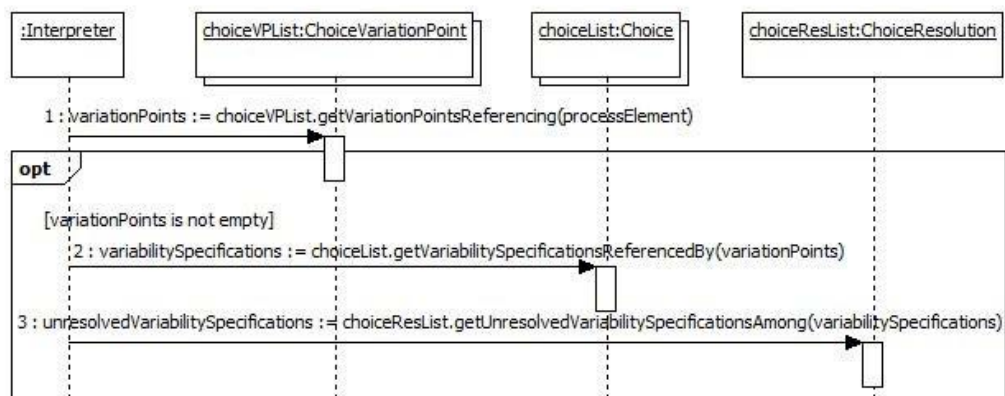 :Interpreter
choiceVPList:ChoiceVariationPoint
choiceList:Choice
choiceResList:ChoiceResolution
1 : variationPoints := choiceVPList.getVariationPointsReferencing(processElement)
opt
[variationPoints is not empty]
2 : variabilitySpecifications := choiceList.getVariabilitySpecificationsReferencedBy(variationPoints)
3 : unresolvedVariabilitySpecifications := choiceResList.getUnresolvedVariabilitySpecificationsAmong(variabilitySpecifications)